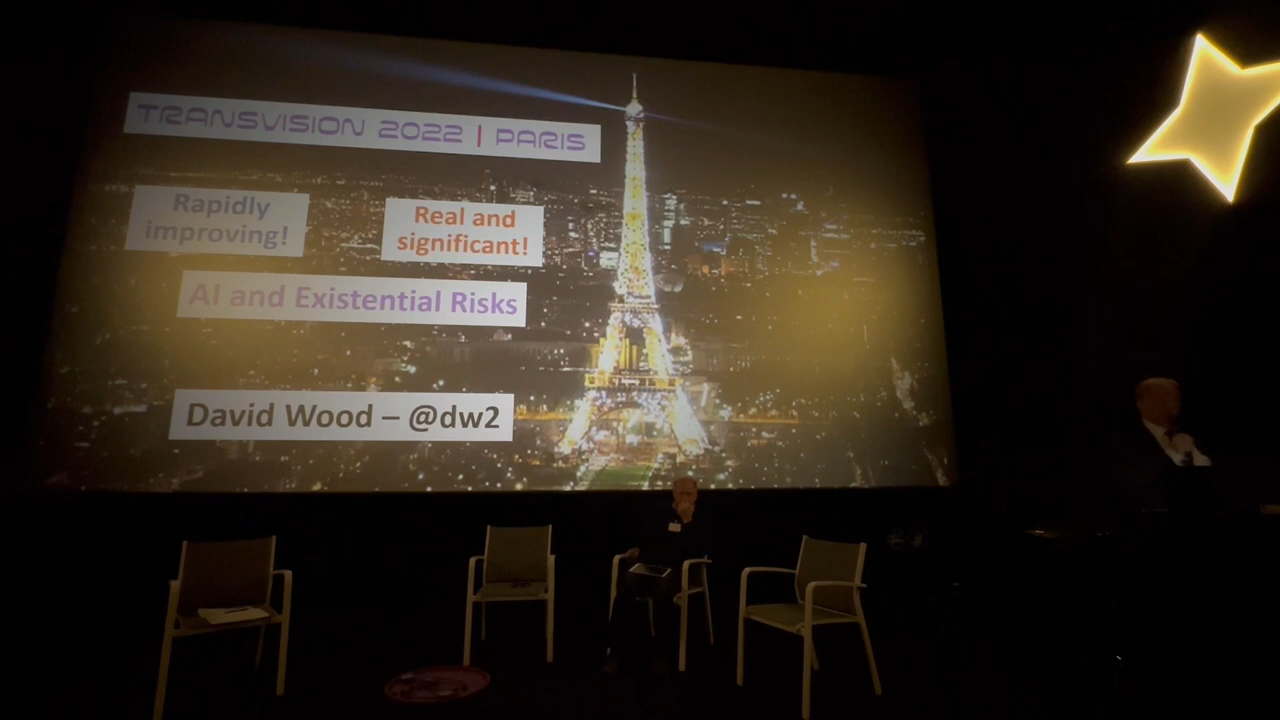 TRANSVISION 2022 | PARIS
Rapidly
improving!
Real and
significant!
AI and Existential Risks
David Wood – @dw2